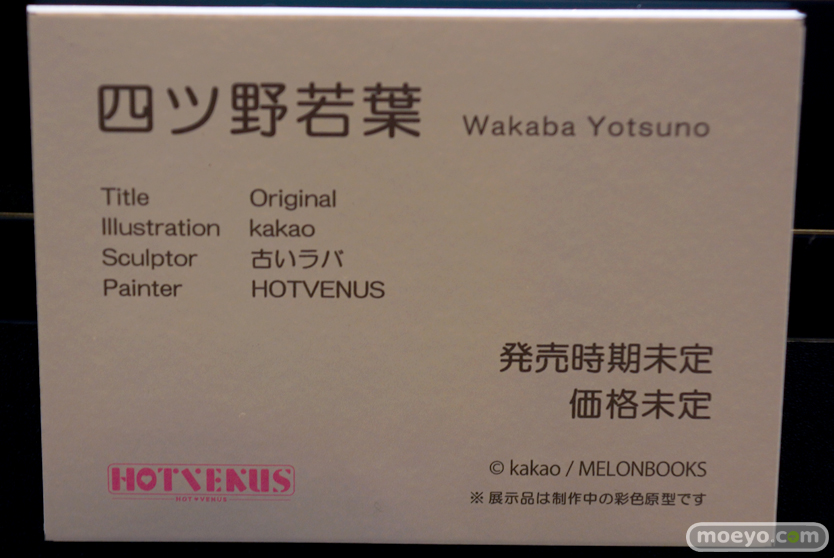 四ツ野若葉 Wakaba Yotsuno
Title Original
Illustration kakao
Sculptor 古いラバ
Painter HOTVENUS
発売時期未定
価格未定
© kakao / MELONBOOKS
HOTVENUS
HOT♥VENUS
※ 展示品は制作中の彩色原型です
moeyo.com